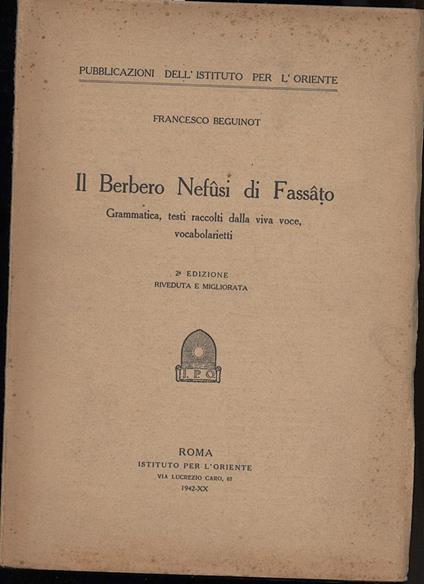 PUBBLICAZIONI DELL'ISTITUTO PER L'ORIENTE
FRANCESCO BEGUINOT
Il Berbero Nefûsi di Fassâṭo
Grammatica, testi raccolti dalla viva voce,
vocabolarietti
2ª EDIZIONE
RIVEDUTA E MIGLIORATA
I. P. O.
ROMA
ISTITUTO PER L'ORIENTE
VIA LUCREZIO CARO, 67
1942-XX